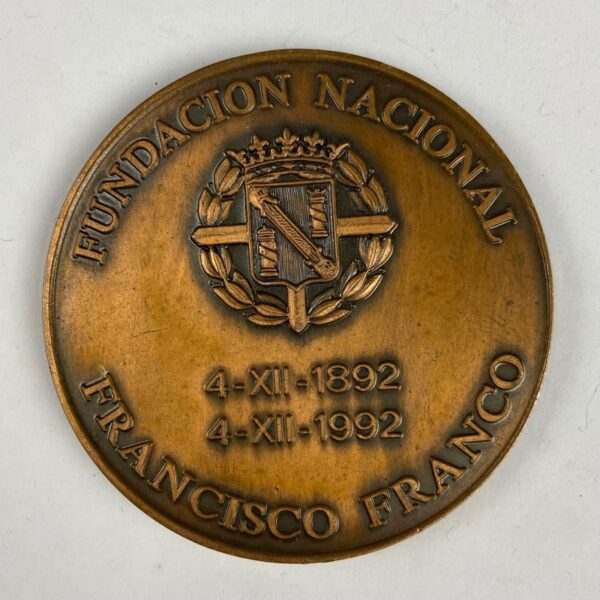 FUNDACION NACIONAL
4-XII-1892
4-XII-1992
FRANCISCO FRANCO